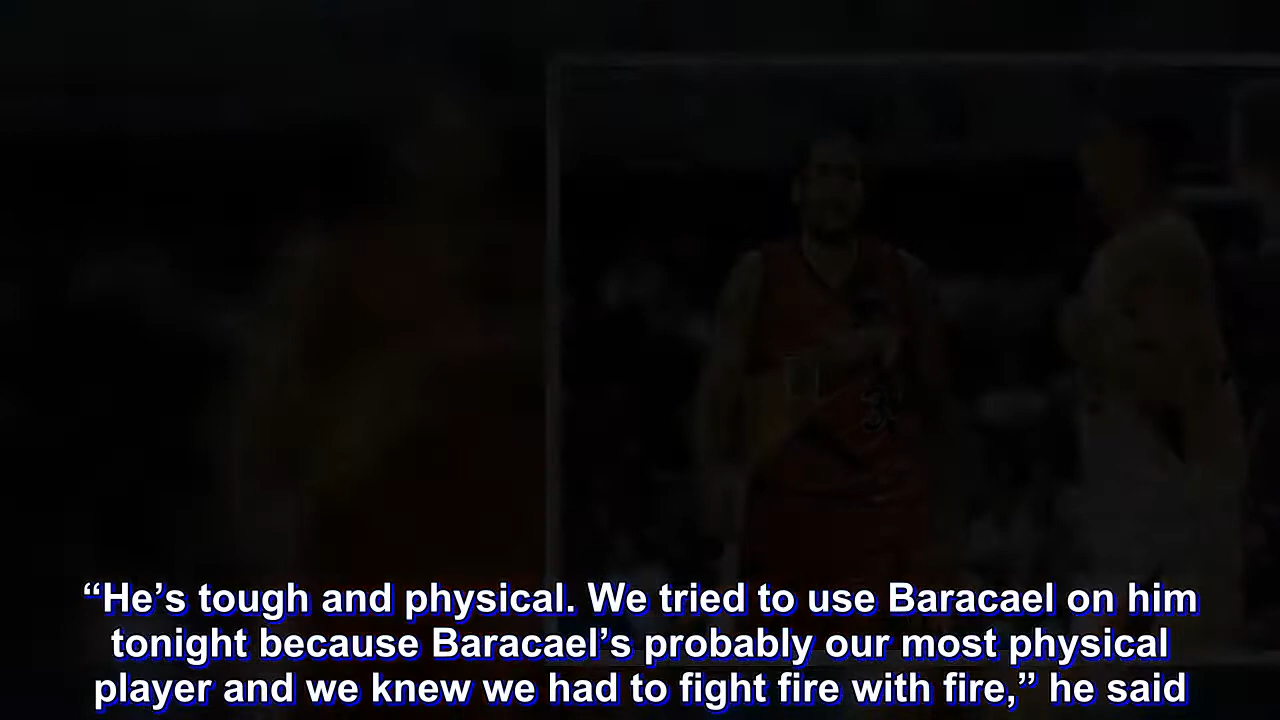 “He’s tough and physical. We tried to use Baracael on him
tonight because Baracael’s probably our most physical
player and we knew we had to fight fire with fire,” he said